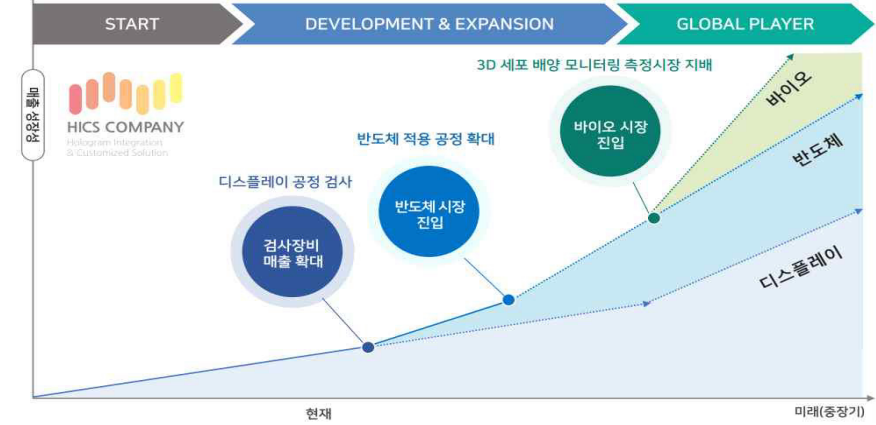 START
DEVELOPMENT & EXPANSION
GLOBAL PLAYER
매출 성장성
HICS COMPANY
Hologram Integration
& Customized Solution
3D 세포 배양 모니터링 측정시장 지배
바이오 시장
진입
바이오
반도체 적용 공정 확대
반도체 시장
진입
반도체
디스플레이 공정 검사
검사장비
매출 확대
디스플레이
현재
미래(중장기)